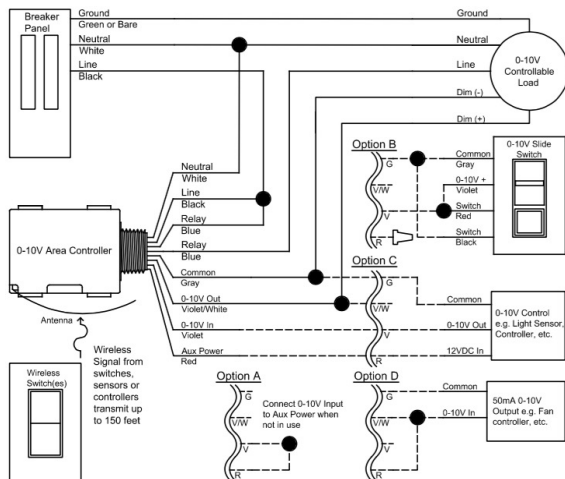 Breaker
Panel
Ground
Green or Bare
Neutral
White
Line
Black
Ground
Neutral
Line
Dim (-)
Dim (+)
0-10V
Controllable
Load
Neutral
White
Line
Black
Relay
Blue
Relay
Blue
Common
Gray
0-10V Out
Violet/White
0-10V In
Violet
Aux Power
Red
0-10V Area Controller
Antenna
Wireless
Signal from
switches,
sensors or
controllers
transmit up
to 150 feet
Wireless
Switch(es)
Option B
G
V/W
V
R
Common
Gray
0-10V +
Violet
Switch
Red
Switch
Black
0-10V Slide
Switch
Option C
G
V/W
V
R
Common
0-10V Out
12VDC In
0-10V Control
e.g. Light Sensor,
Controller, etc.
Option A
G
V/W
V
R
Connect 0-10V Input
to Aux Power when
not in use
Option D
G
V/W
V
R
Common
0-10V In
50mA 0-10V
Output e.g. Fan
controller, etc.